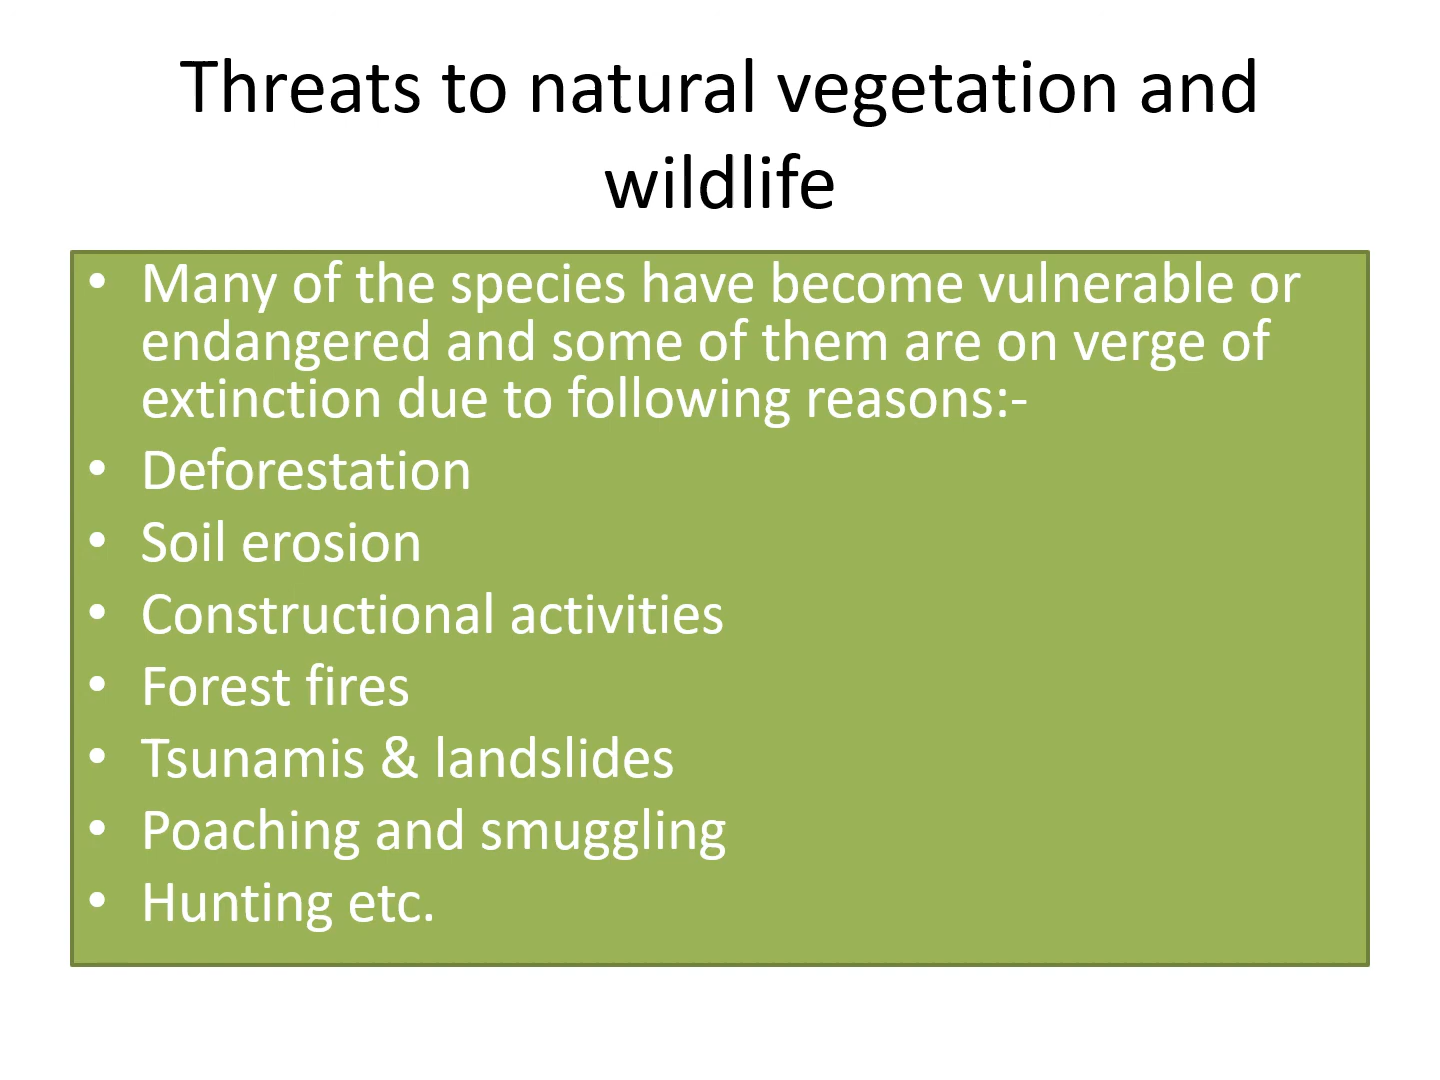 Threats to natural vegetation and
wildlife
• Many of the species have become vulnerable or
endangered and some of them are on verge of
extinction due to following reasons:-
• Deforestation
• Soil erosion
• Constructional activities
• Forest fires
• Tsunamis & landslides
• Poaching and smuggling
• Hunting etc.